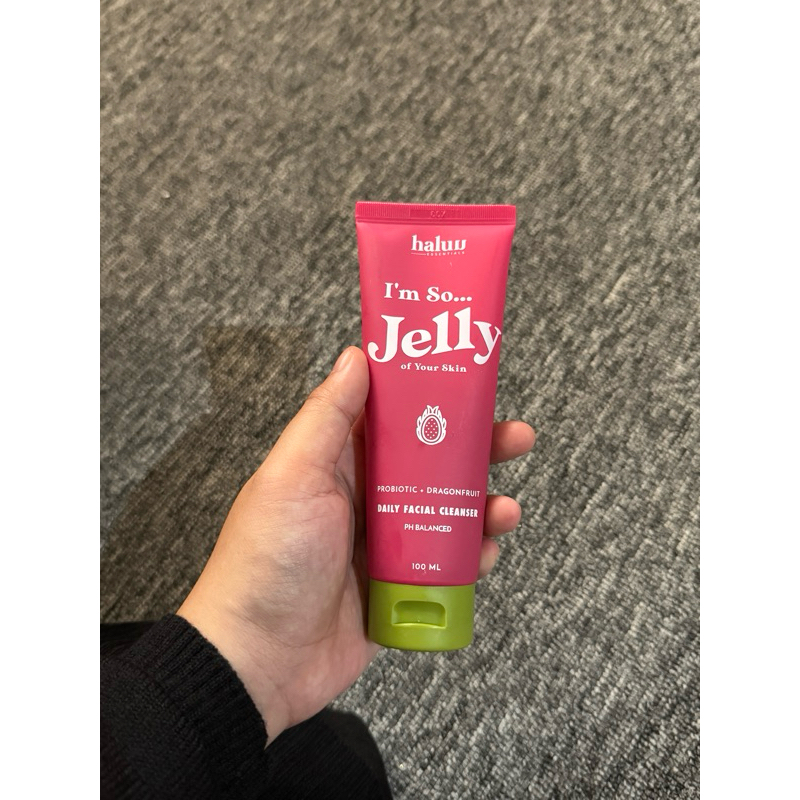 haluu
ESSENTIALS
I'm So...
Jelly
of Your Skin
PROBIOTIC + DRAGONFRUIT
DAILY FACIAL CLEANSER
PH BALANCED
100 ML